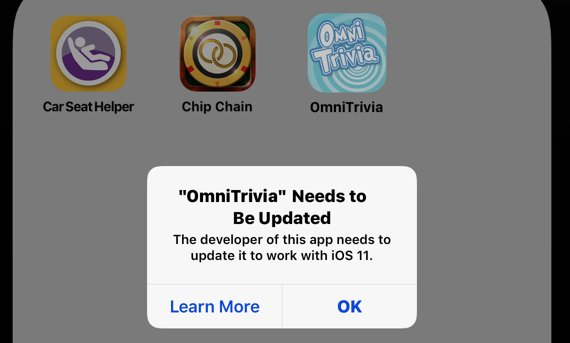 OMNi
TRiViA
Car Seat Helper
Chip Chain
OmniTrivia
"OmniTrivia" Needs to
Be Updated
The developer of this app needs to
update it to work with iOS 11.
Learn More
OK